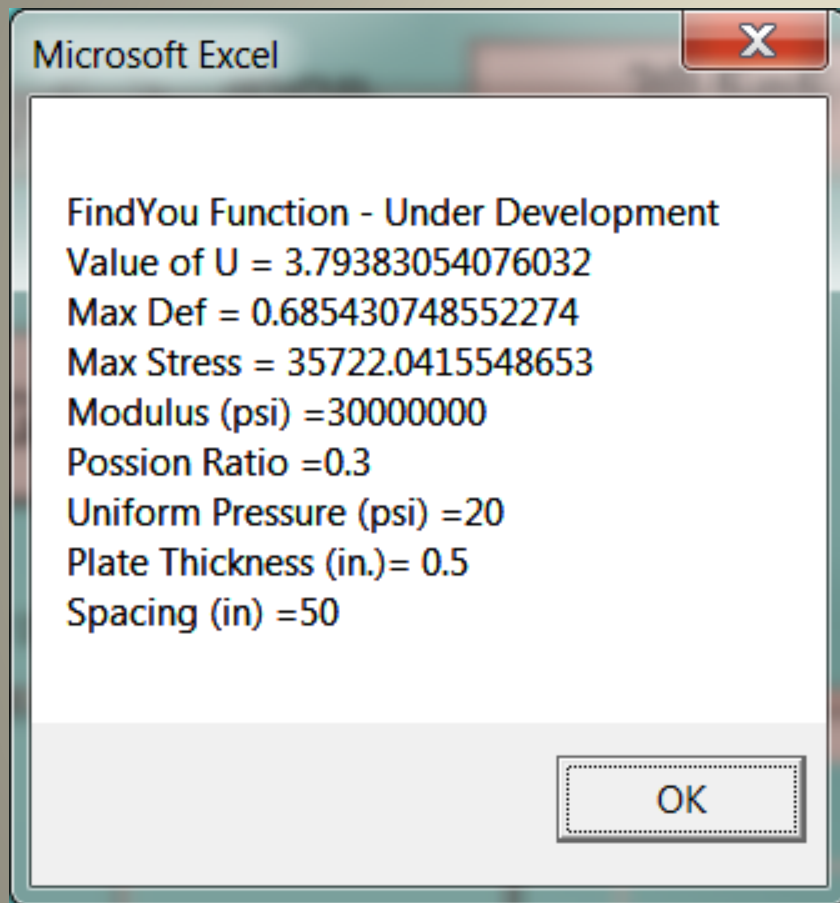 Microsoft Excel
FindYou Function - Under Development
Value of U = 3.79383054076032
Max Def = 0.685430748552274
Max Stress = 35722.0415548653
Modulus (psi) =30000000
Possion Ratio =0.3
Uniform Pressure (psi) =20
Plate Thickness (in.)= 0.5
Spacing (in) =50
OK